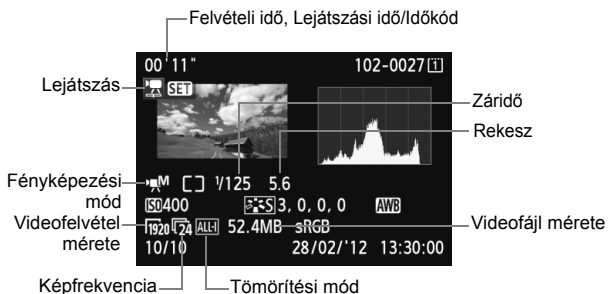 Felvételi idő, Lejátszási idő/Időkód
00'11" 102-0027 1
Lejátszás
SET
Záridő
Rekesz
Fényképezési mód
M 1/125 5.6
ISO400 S 3, 0, 0, 0 AWB
Videofelvétel mérete
1920 24 ALL-I 52.4MB sRGB
Videofájl mérete
10/10 28/02/'12 13:30:00
Képfrekvencia
Tömörítési mód